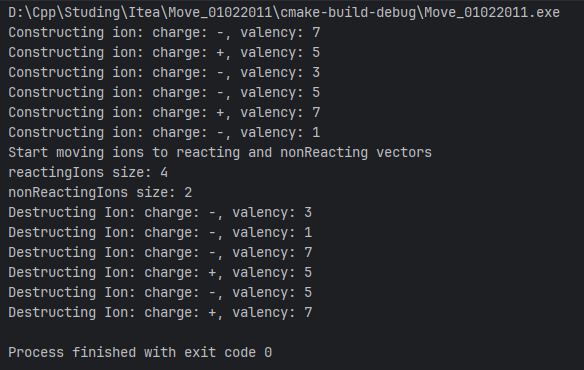 D:\Cpp\Studing\Itea\Move_01022011\cmake-build-debug\Move_01022011.exe
Constructing ion: charge: -, valency: 7
Constructing ion: charge: +, valency: 5
Constructing ion: charge: -, valency: 3
Constructing ion: charge: -, valency: 5
Constructing ion: charge: +, valency: 7
Constructing ion: charge: -, valency: 1
Start moving ions to reacting and nonReacting vectors
reactingIons size: 4
nonReactingIons size: 2
Destructing Ion: charge: -, valency: 3
Destructing Ion: charge: -, valency: 1
Destructing Ion: charge: -, valency: 7
Destructing Ion: charge: +, valency: 5
Destructing Ion: charge: -, valency: 5
Destructing Ion: charge: +, valency: 7
Process finished with exit code 0